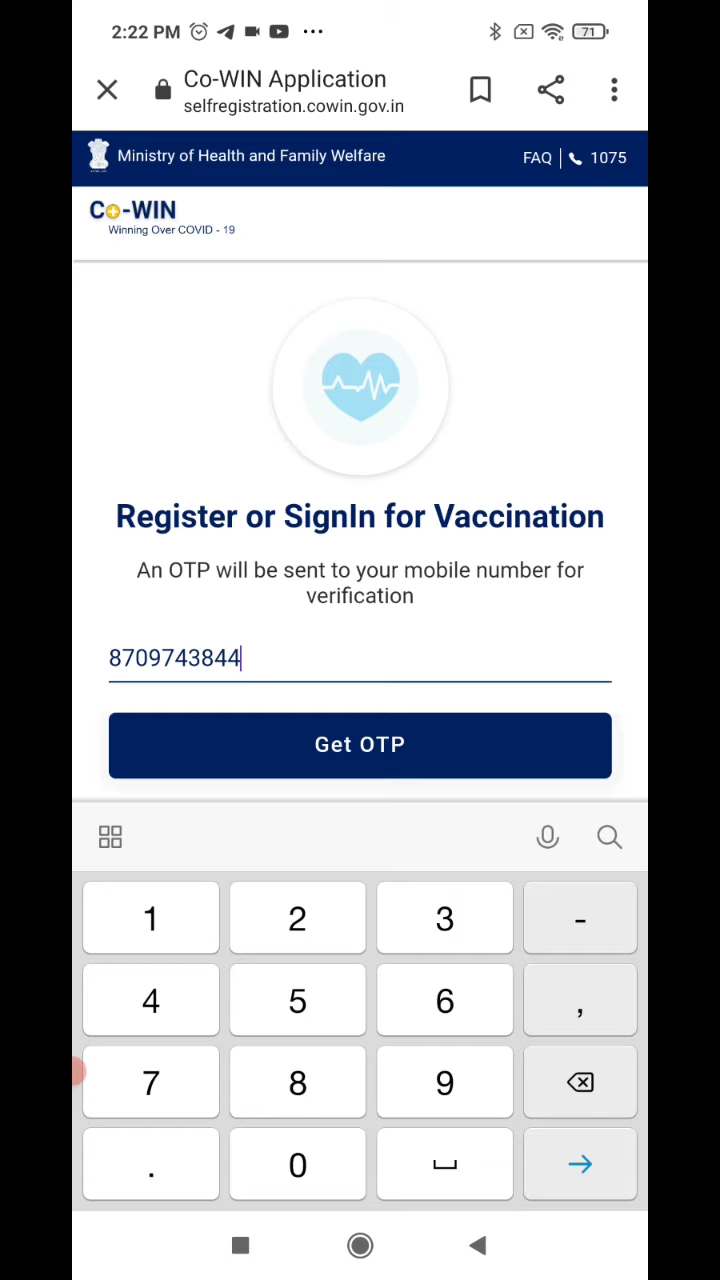 2:22 PM ... 71
Co-WIN Application
selfregistration.cowin.gov.in
Ministry of Health and Family Welfare FAQ | 1075
Co-WIN
Winning Over COVID - 19
Register or SignIn for Vaccination
An OTP will be sent to your mobile number for
verification
8709743844
Get OTP
1 2 3 -
4 5 6 ,
7 8 9
. 0